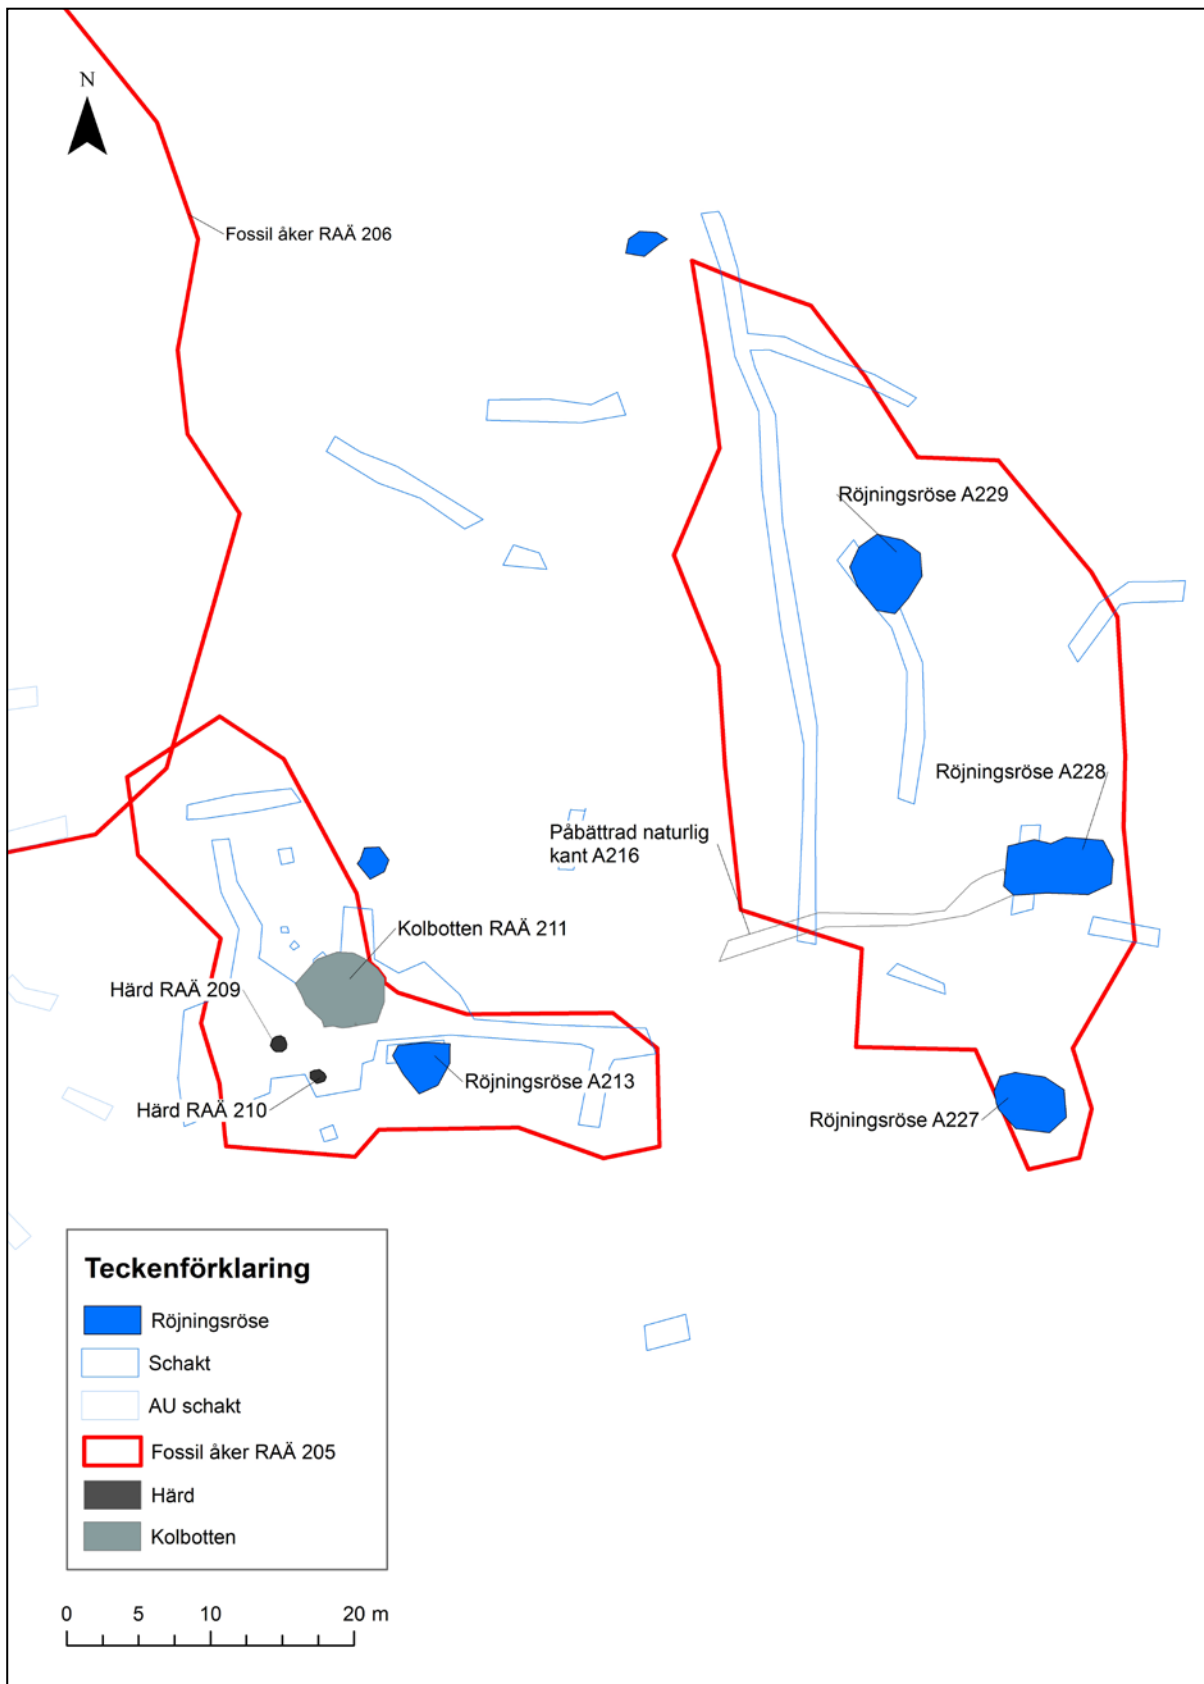 N
Fossil åker RAÄ 206
Röjningsröse A229
Röjningsröse A228
Påbättrad naturlig
kant A216
Kolbotten RAÄ 211
Härd RAÄ 209
Röjningsröse A213
Härd RAÄ 210
Röjningsröse A227
Teckenförklaring
Röjningsröse
Schakt
AU schakt
Fossil åker RAÄ 205
Härd
Kolbotten
0 5 10 20 m